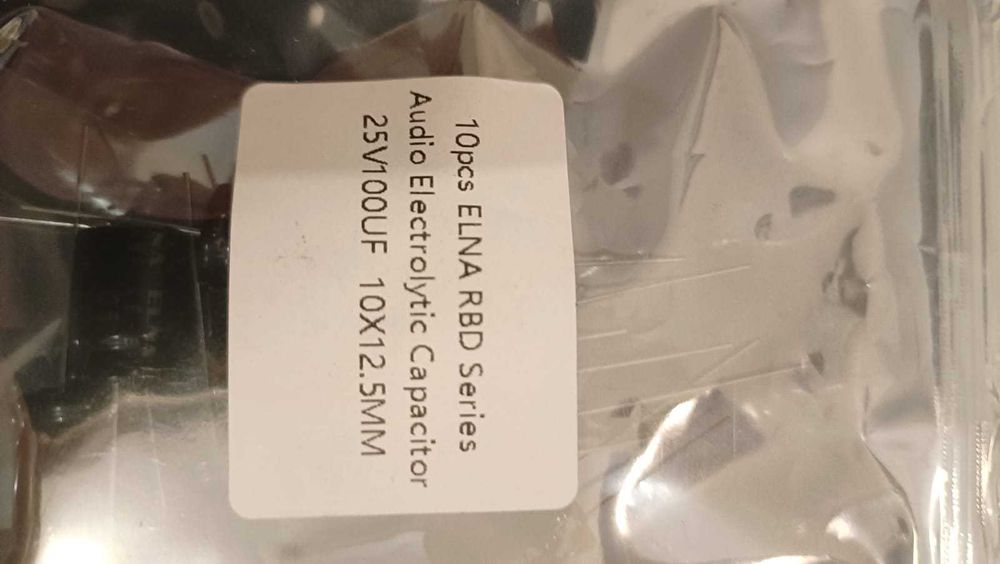 10pcs ELNA RBD Series
Audio Electrolytic Capacitor
25V100UF 10X12.5MM